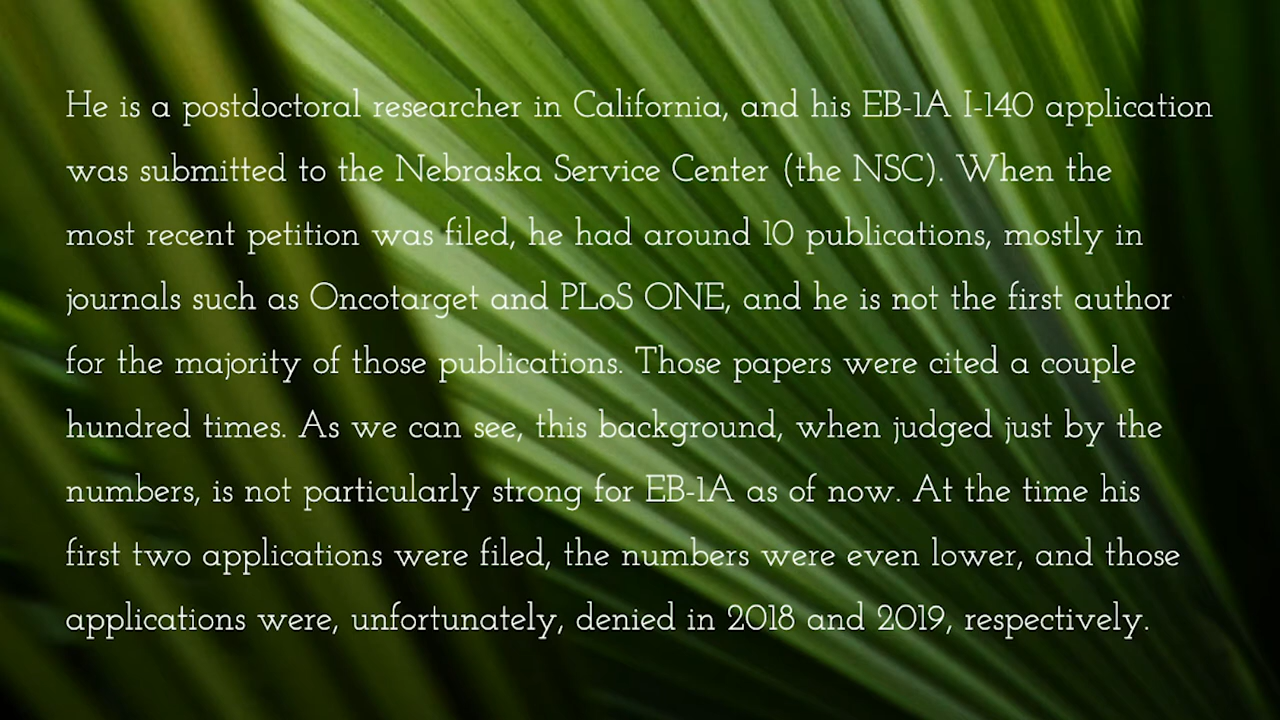 He is a postdoctoral researcher in California, and his EB-1A I-140 application
was submitted to the Nebraska Service Center (the NSC). When the
most recent petition was filed, he had around 10 publications, mostly in
journals such as Oncotarget and PLoS ONE, and he is not the first author
for the majority of those publications. Those papers were cited a couple
hundred times. As we can see, this background, when judged just by the
numbers, is not particularly strong for EB-1A as of now. At the time his
first two applications were filed, the numbers were even lower, and those
applications were, unfortunately, denied in 2018 and 2019, respectively.